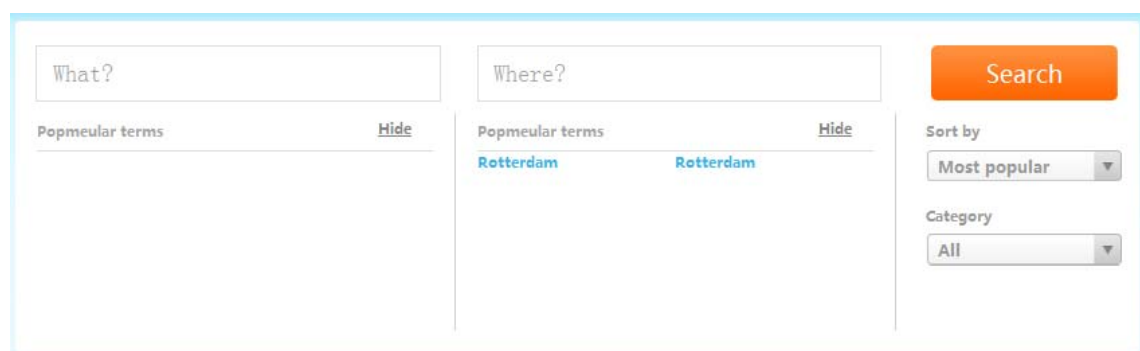 What?
Where?
Search
Popmeular terms
Hide
Popmeular terms
Hide
Sort by
Rotterdam
Rotterdam
Most popular
Category
All